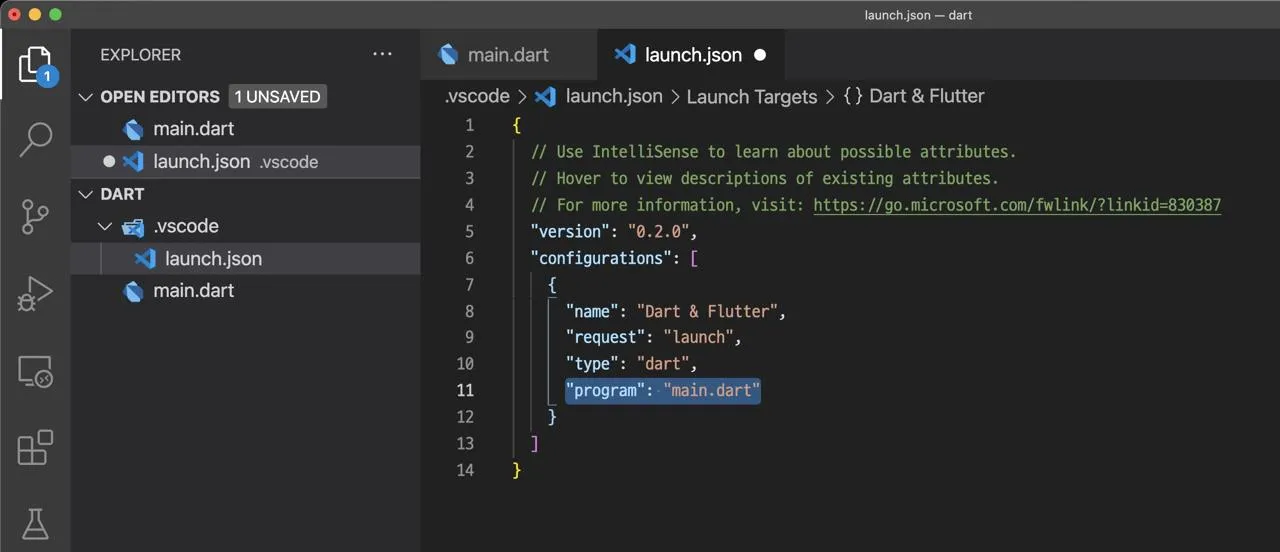 launch.json — dart
EXPLORER
1
OPEN EDITORS 1 UNSAVED
main.dart
launch.json .vscode
DART
.vscode
launch.json
main.dart
main.dart
launch.json
.vscode > launch.json > Launch Targets > {} Dart & Flutter
1 {
2 // Use IntelliSense to learn about possible attributes.
3 // Hover to view descriptions of existing attributes.
4 // For more information, visit: https://go.microsoft.com/fwlink/?linkid=830387
5 "version": "0.2.0",
6 "configurations": [
7 {
8 "name": "Dart & Flutter",
9 "request": "launch",
10 "type": "dart",
11 "program": "main.dart"
12 }
13 ]
14 }